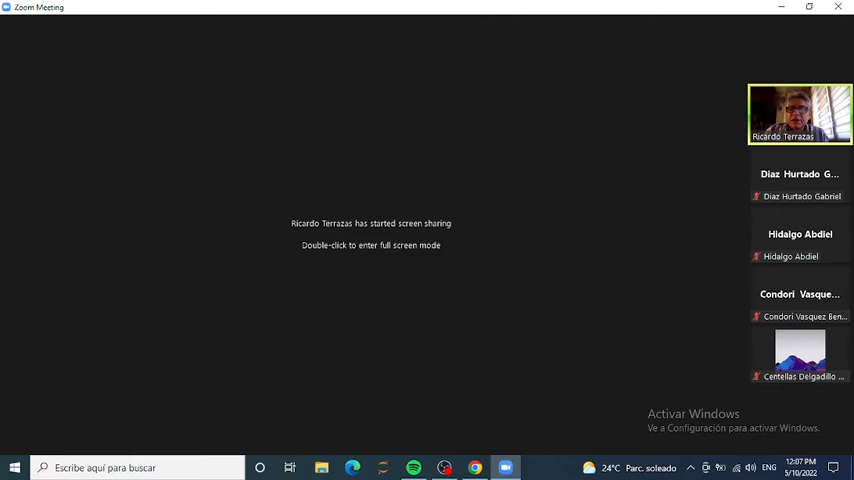 Zoom Meeting
Ricardo Terrazas has started screen sharing
Double-click to enter full screen mode
Ricardo Terrazas
Diaz Hurtado G...
Diaz Hurtado Gabriel
Hidalgo Abdiel
Hidalgo Abdiel
Condori Vasque...
Condori Vasquez Ben...
Centellas Delgadillo ...
Activar Windows
Ve a Configuración para activar Windows.
Escribe aquí para buscar
24°C Parc. soleado
ENG
12:07 PM
5/10/2022